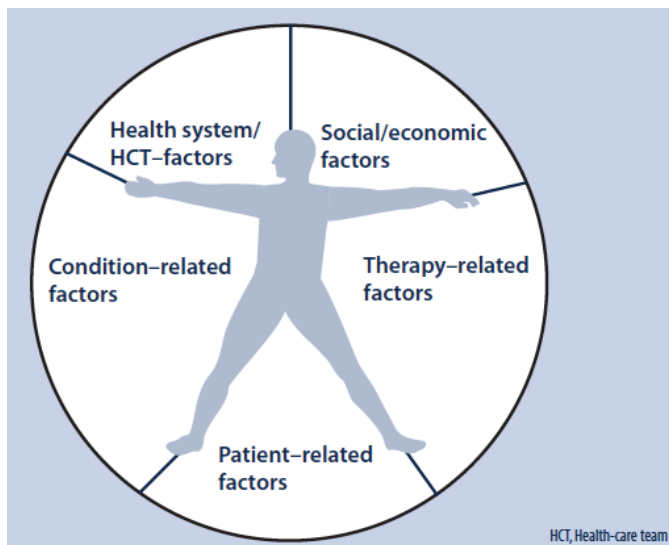 Health system/
HCT–factors
Social/economic
factors
Condition–related
factors
Therapy–related
factors
Patient–related
factors
HCT, Health-care team